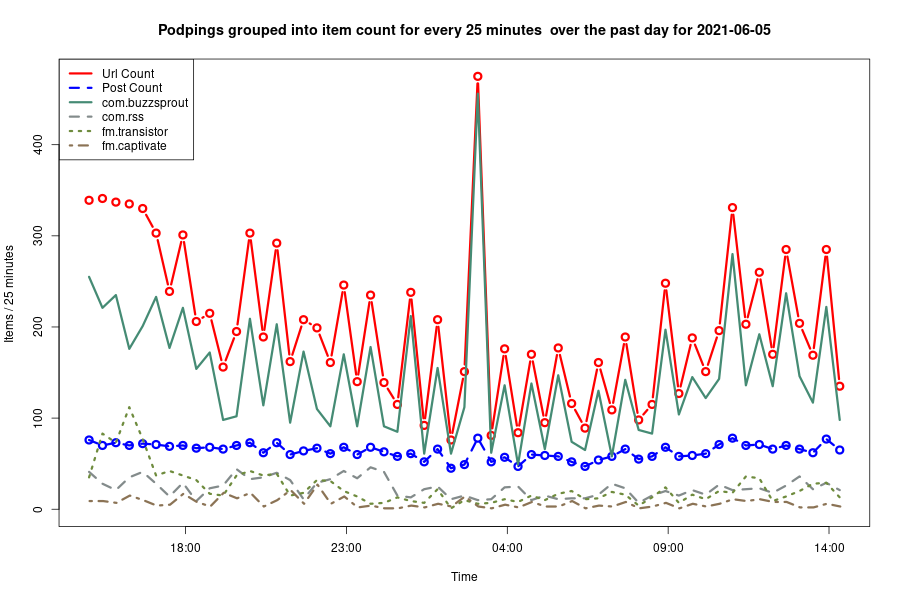 Podpings grouped into item count for every 25 minutes  over the past day for 2021-06-05
Url Count
Post Count
com.buzzsprout
com.rss
fm.transistor
fm.captivate
400
300
200
100
0
Items / 25 minutes
18:00 23:00 04:00 09:00 14:00
Time